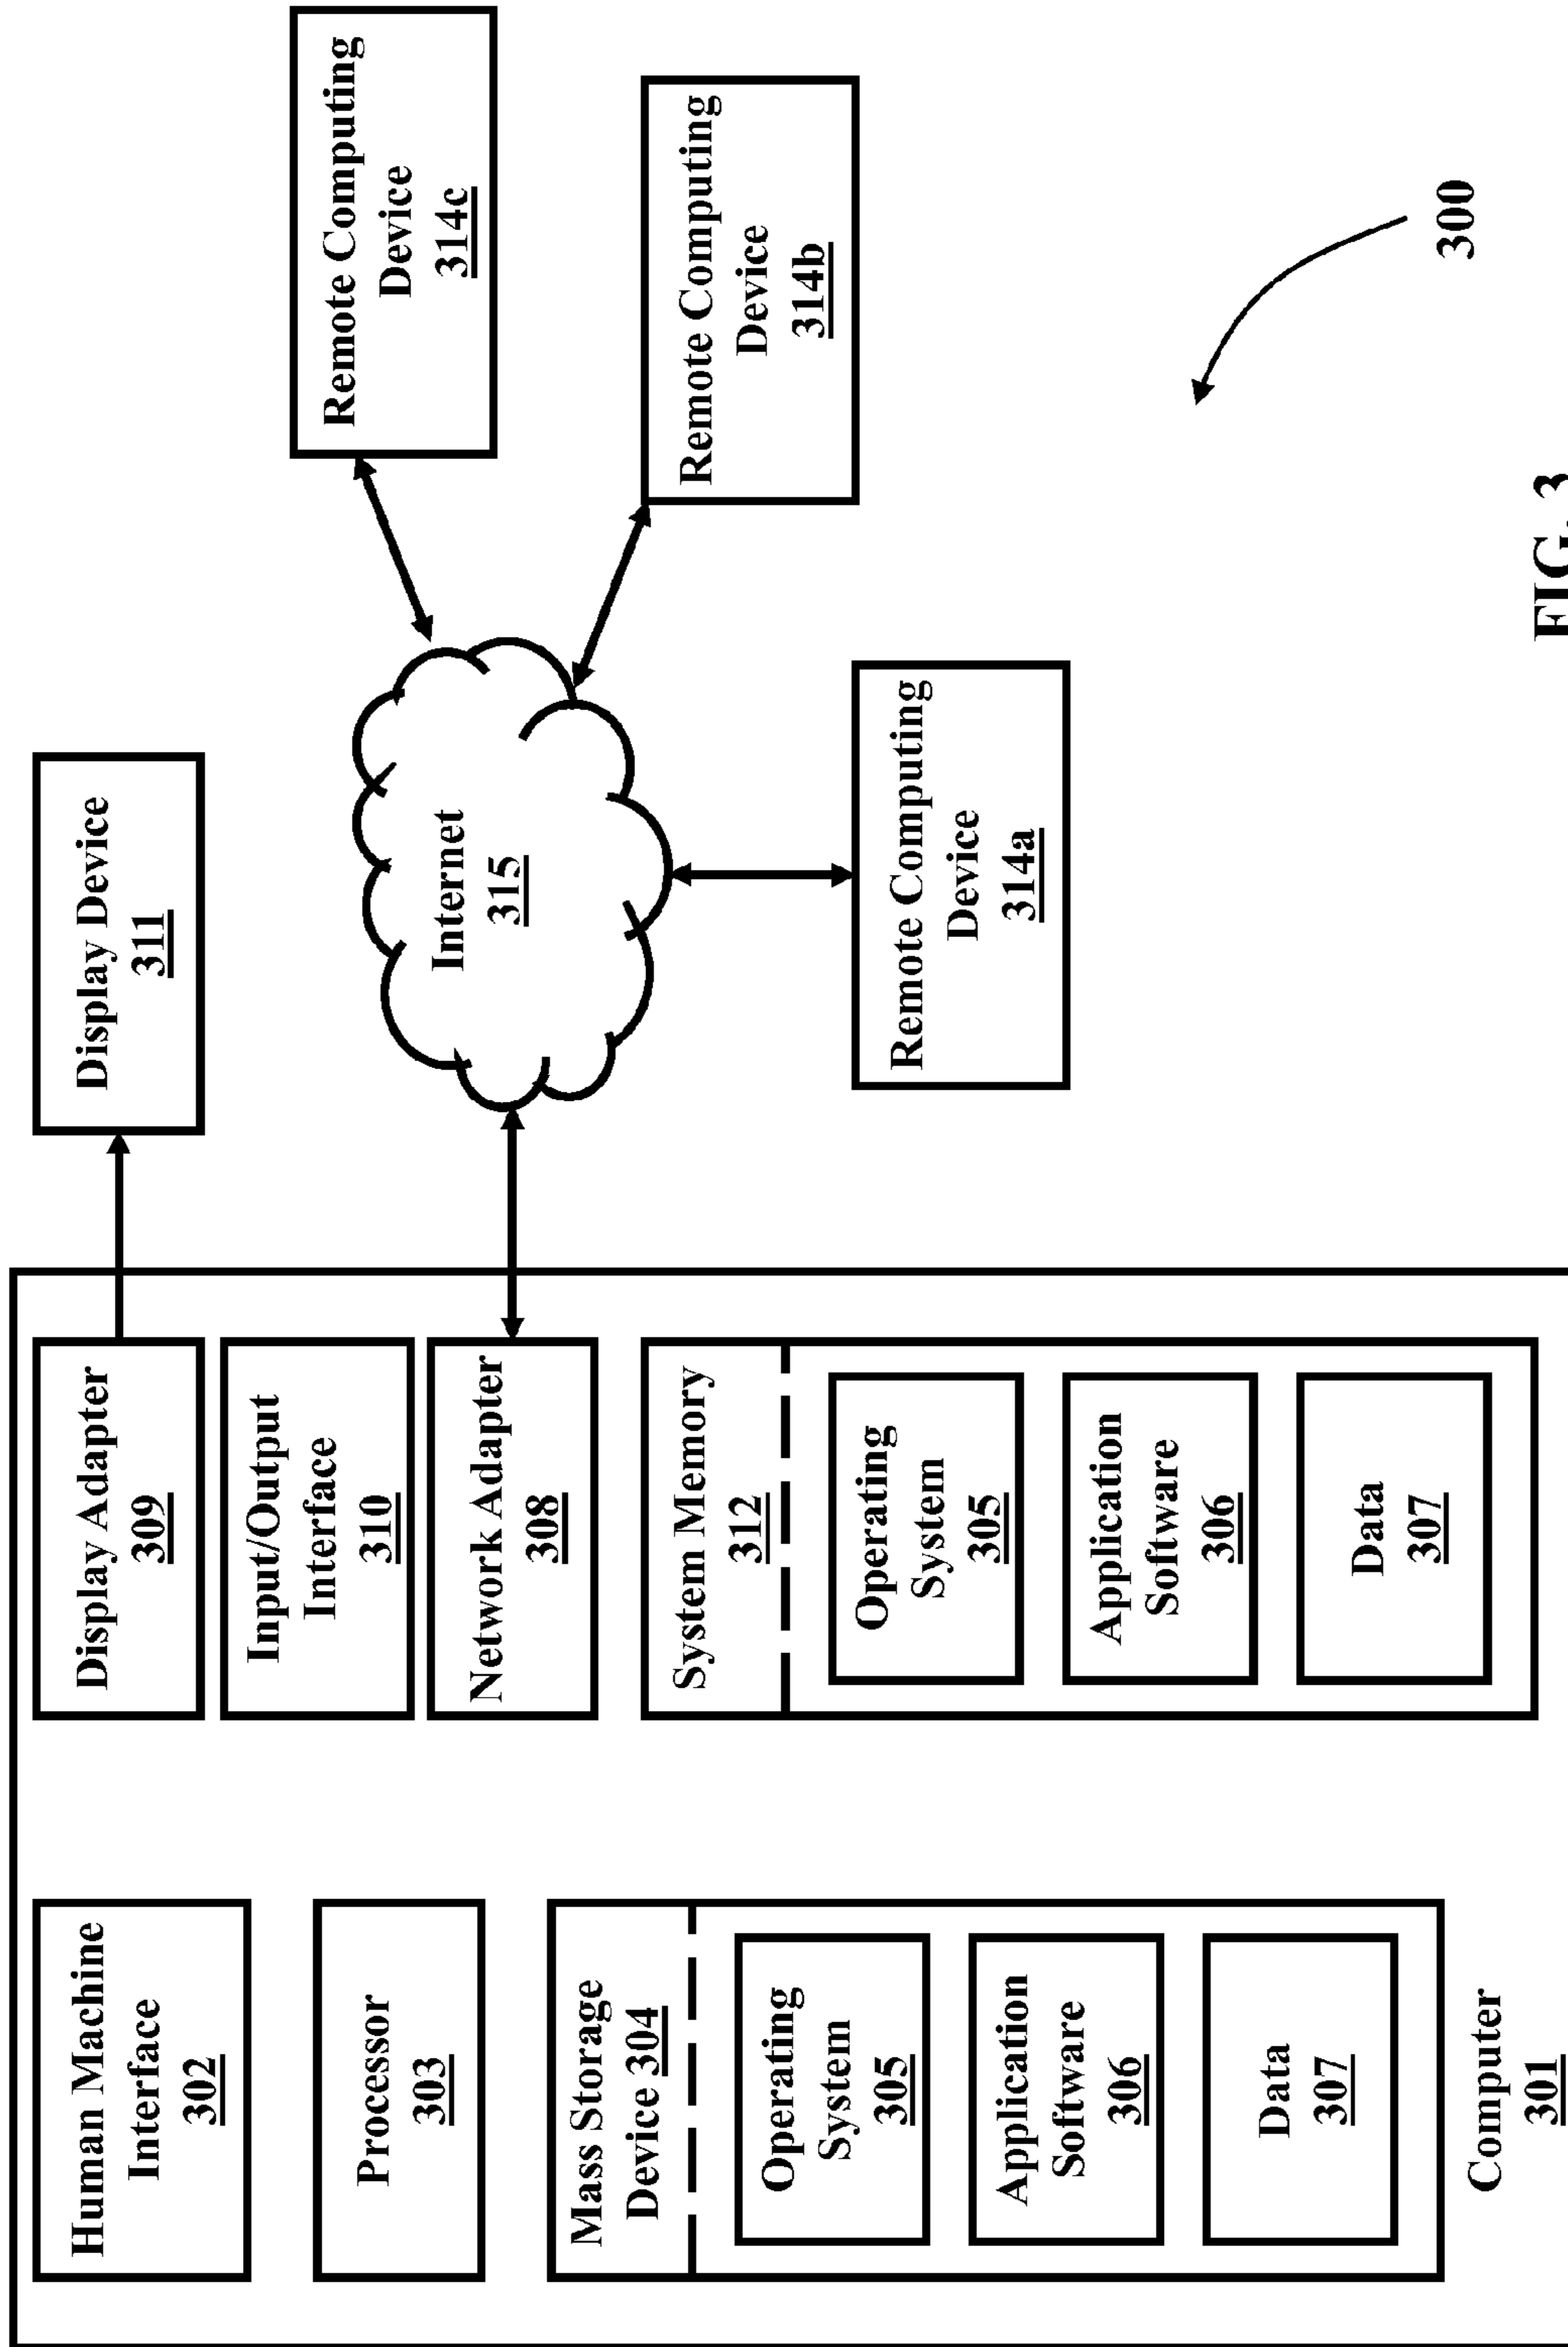 Human Machine
Interface
302
Processor
303
Mass Storage
Device 304
Operating
System
305
Application
Software
306
Data
307
Computer
301
Display Adapter
309
Input/Output
Interface
310
Network Adapter
308
System Memory
312
Operating
System
305
Application
Software
306
Data
307
Display Device
311
Internet
315
Remote Computing
Device
314a
Remote Computing
Device
314b
Remote Computing
Device
314c
300
FIG. 3